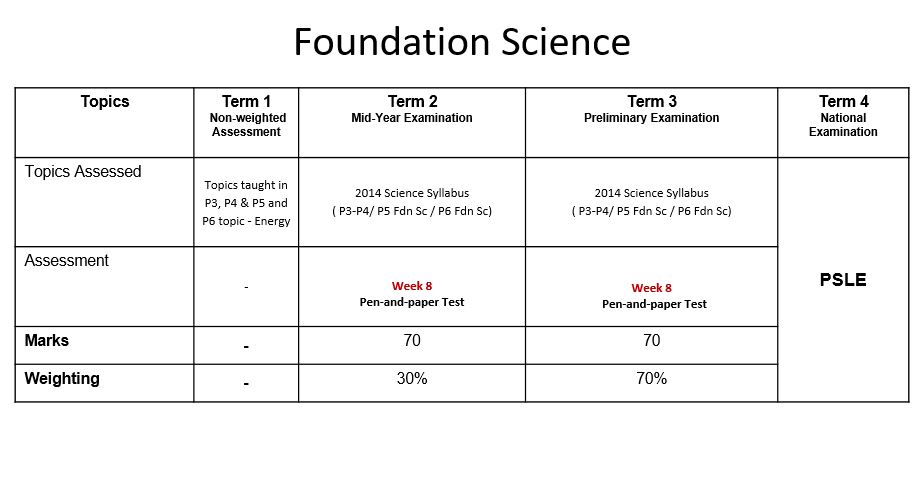 Foundation Science
Topics
Term 1
Non-weighted
Assessment
Term 2
Mid-Year Examination
Term 3
Preliminary Examination
Term 4
National
Examination
Topics Assessed
Topics taught in
P3, P4 & P5 and
P6 topic - Energy
2014 Science Syllabus
( P3-P4/ P5 Fdn Sc / P6 Fdn Sc)
2014 Science Syllabus
( P3-P4/ P5 Fdn Sc / P6 Fdn Sc)
PSLE
Assessment
-
Week 8
Pen-and-paper Test
Week 8
Pen-and-paper Test
Marks
-
70
70
Weighting
-
30%
70%